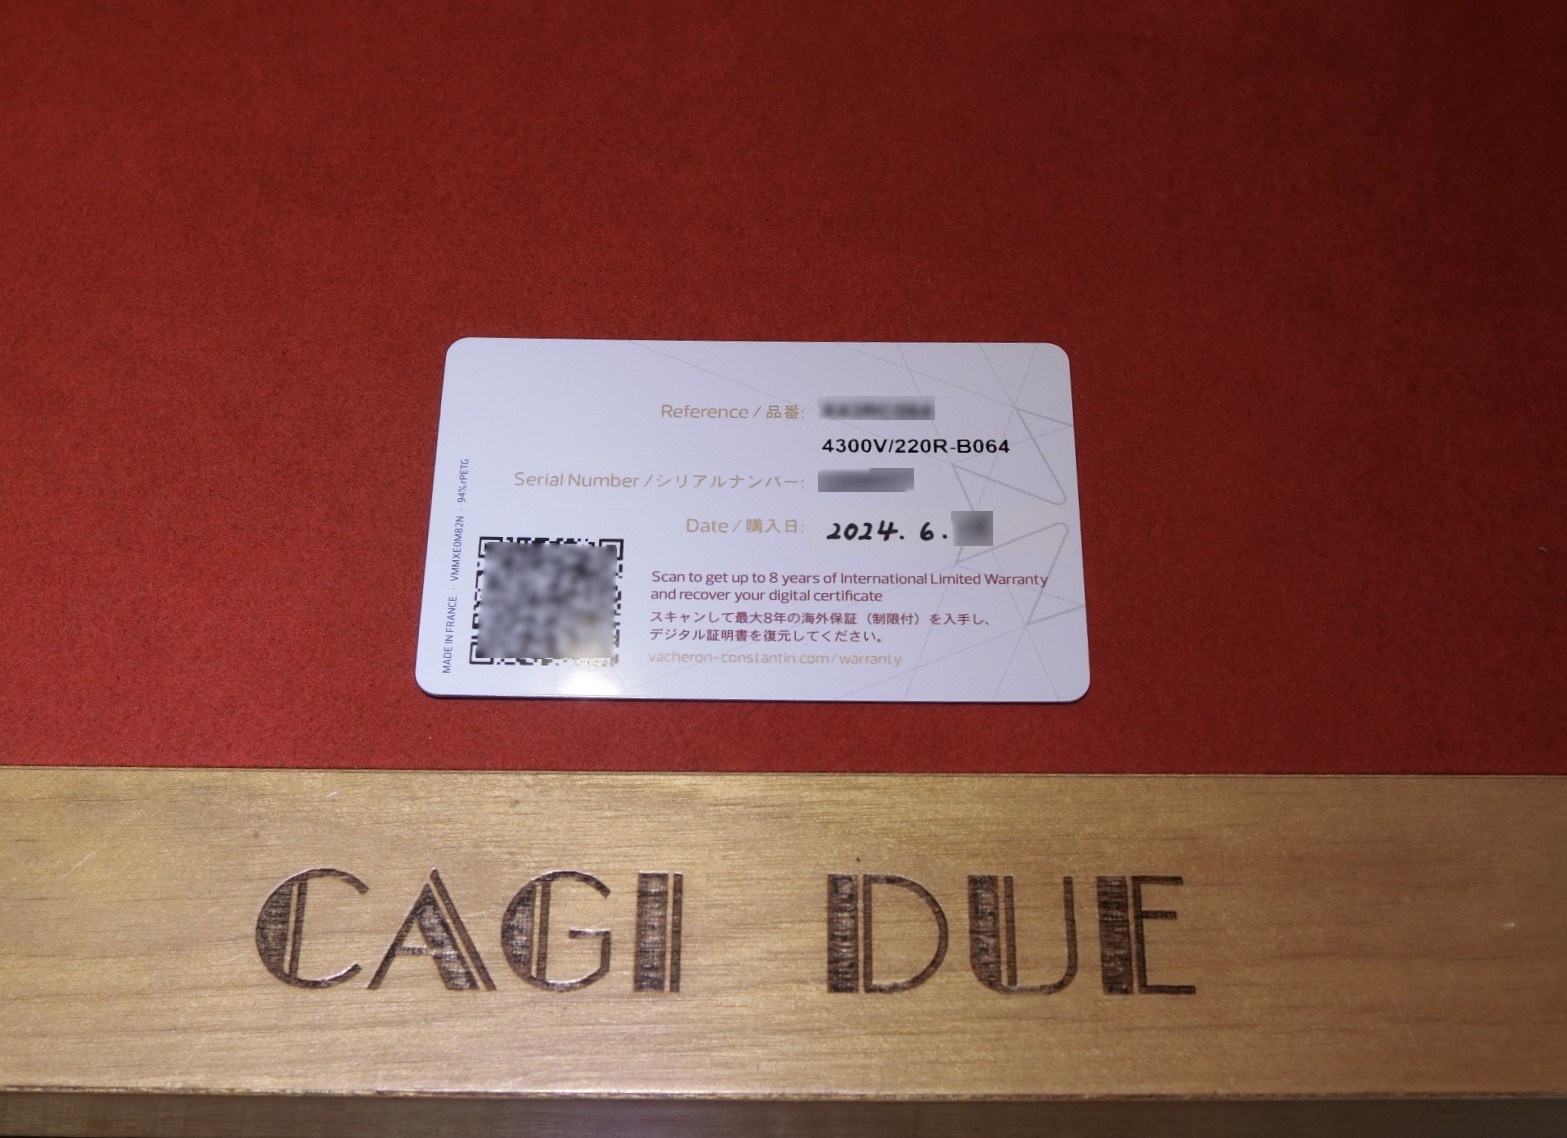 Reference / 品番:
4300V/220R-B064
Serial Number / シリアルナンバー:
Date / 購入日: 2024. 6.
Scan to get up to 8 years of International Limited Warranty
and recover your digital certificate
スキャンして最大8年の海外保証（制限付）を入手し、
デジタル証明書を復元してください。
vacheron-constantin.com/warranty
MADE IN FRANCE · VMMXE0M82N · 94% rPETG
CAGI DUE